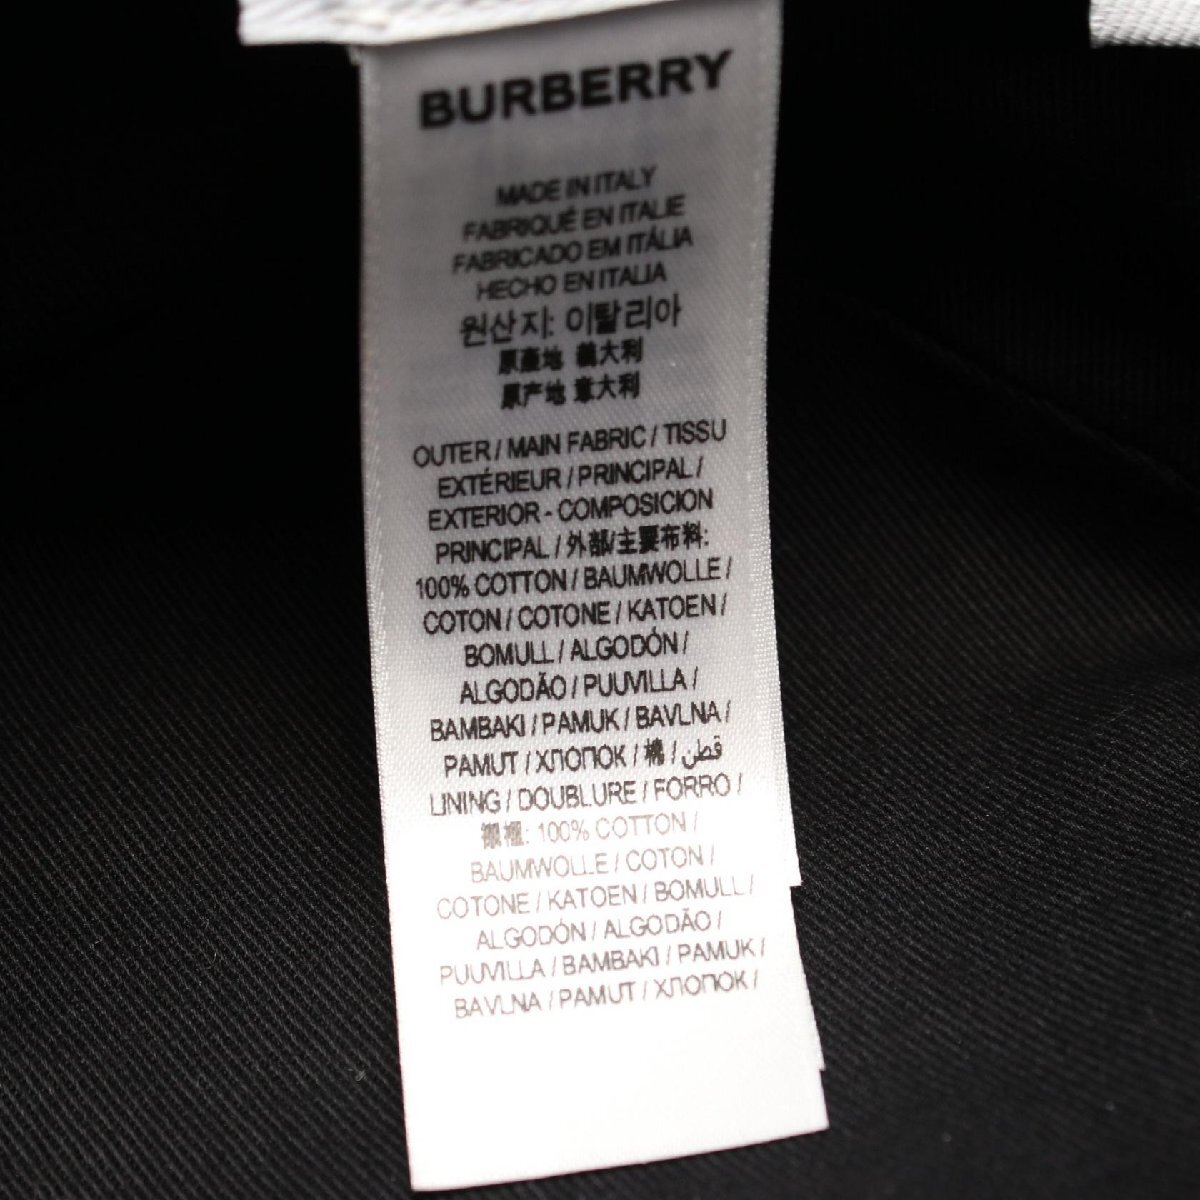 BURBERRY
MADE IN ITALY
FABRIQUÉ EN ITALIE
FABRICADO EM ITÁLIA
HECHO EN ITALIA
원산지: 이탈리아
原產地 義大利
原产地 意大利
OUTER / MAIN FABRIC / TISSU
EXTÉRIEUR / PRINCIPAL /
EXTERIOR - COMPOSICION
PRINCIPAL / 外部/主要布料:
100% COTTON / BAUMWOLLE /
COTON / COTONE / KATOEN /
BOMULL / ALGODÓN /
ALGODÃO / PUUVILLA /
BAMBAKI / PAMUK / BAVLNA /
PAMUT / ХЛОПОК / 棉 / قطن /
LINING / DOUBLURE / FORRO /
襯裡: 100% COTTON /
BAUMWOLLE / COTON /
COTONE / KATOEN / BOMULL /
ALGODÓN / ALGODÃO /
PUUVILLA / BAMBAKI / PAMUK /
BAVLNA / PAMUT / ХЛОПОК /